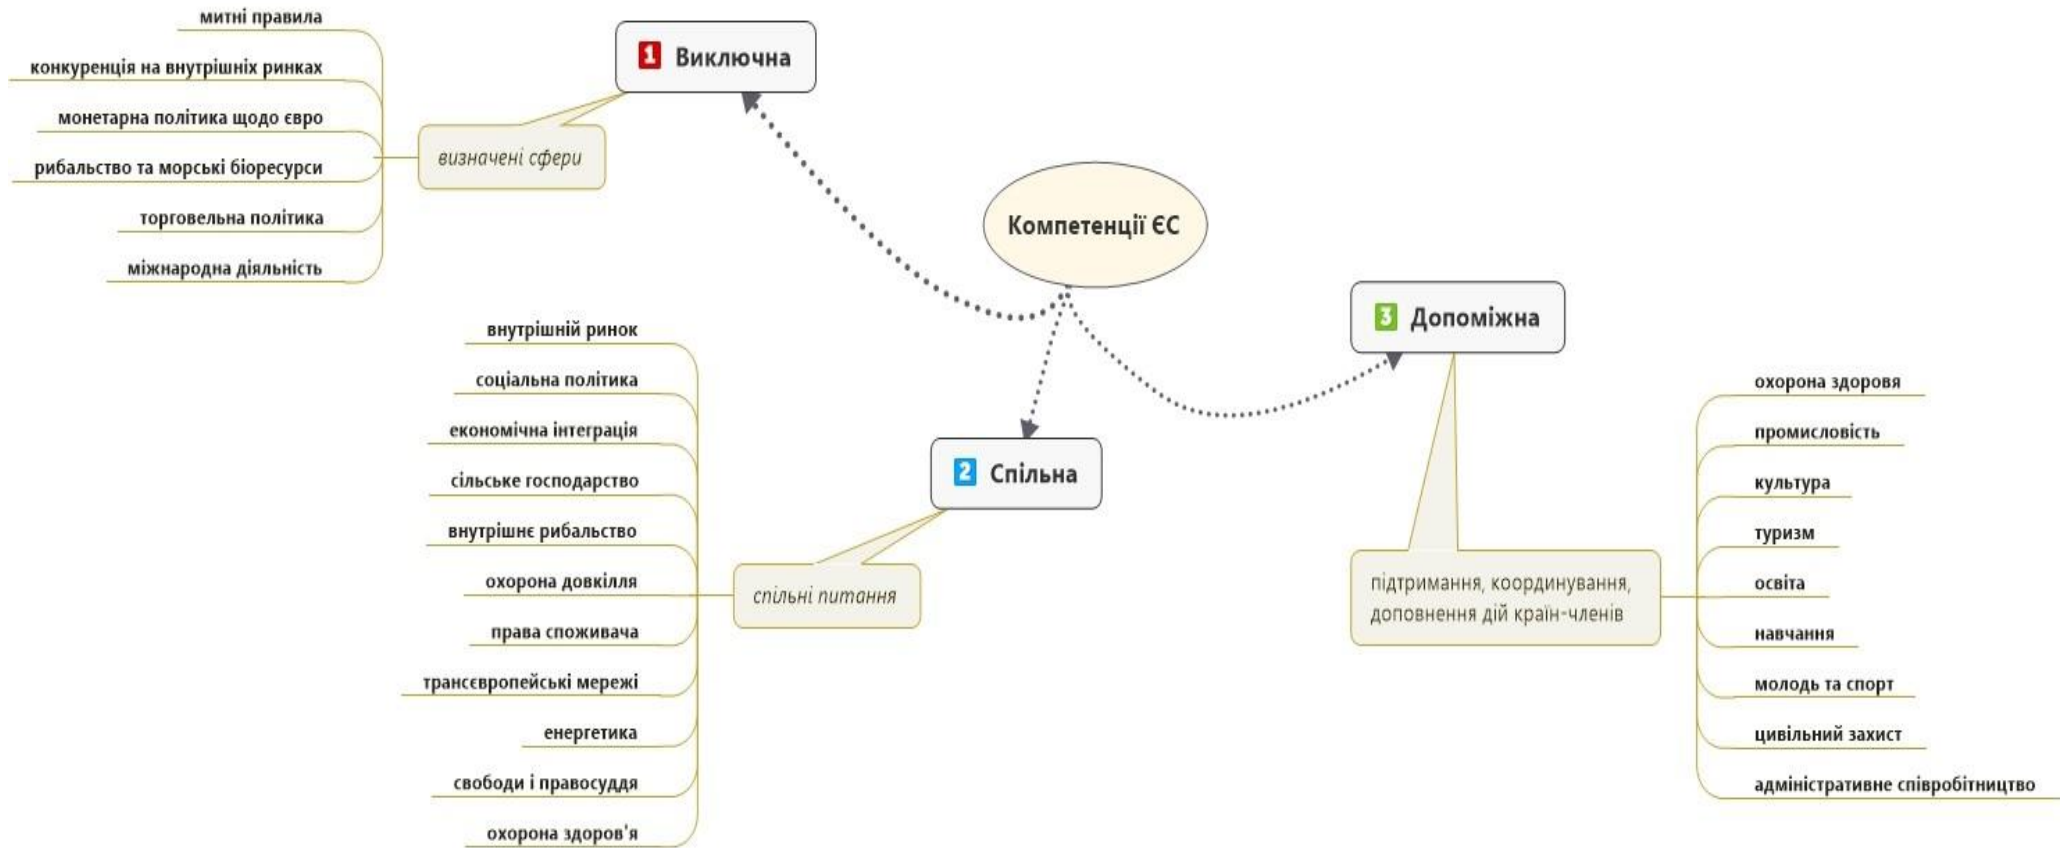 Компетенції ЄС
1 Виключна
визначені сфери
митні правила
конкуренція на внутрішніх ринках
монетарна політика щодо євро
рибальство та морські біоресурси
торговельна політика
міжнародна діяльність
2 Спільна
спільні питання
внутрішній ринок
соціальна політика
економічна інтеграція
сільське господарство
внутрішнє рибальство
охорона довкілля
права споживача
трансєвропейські мережі
енергетика
свободи і правосуддя
охорона здоров'я
3 Допоміжна
підтримання, координування,
доповнення дій країн-членів
охорона здоровя
промисловість
культура
туризм
освіта
навчання
молодь та спорт
цивільний захист
адміністративне співробітництво